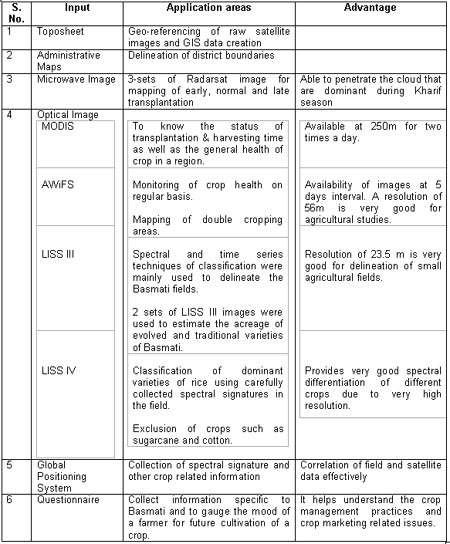 S. No. Input Application areas Advantage
1 Toposheet Geo-referencing of raw satellite images and GIS data creation
2 Administrative Maps Delineation of district boundaries
3 Microwave Image 3-sets of Radarsat image for mapping of early, normal and late transplantation Able to penetrate the cloud that are dominant during Kharif season
4 Optical Image
MODIS To know the status of transplantation & harvesting time as well as the general health of crop in a region. Available at 250m for two times a day.
AWiFS Monitoring of crop health on regular basis.
Mapping of double cropping areas.
Availability of images at 5 days interval. A resolution of 56m is very good for agricultural studies.
LISS III Spectral and time series techniques of classification were mainly used to delineate the Basmati fields.
2 sets of LISS III images were used to estimate the acreage of evolved and traditional varieties of Basmati.
Resolution of 23.5 m is very good for delineation of small agricultural fields.
LISS IV Classification of dominant varieties of rice using carefully collected spectral signatures in the field.
Exclusion of crops such as sugarcane and cotton.
Provides very good spectral differentiation of different crops due to very high resolution.
5 Global Positioning System Collection of spectral signature and other crop related information Correlation of field and satellite data effectively
6 Questionnaire Collect information specific to Basmati and to gauge the mood of a farmer for future cultivation of a crop. It helps understand the crop management practices and crop marketing related issues.